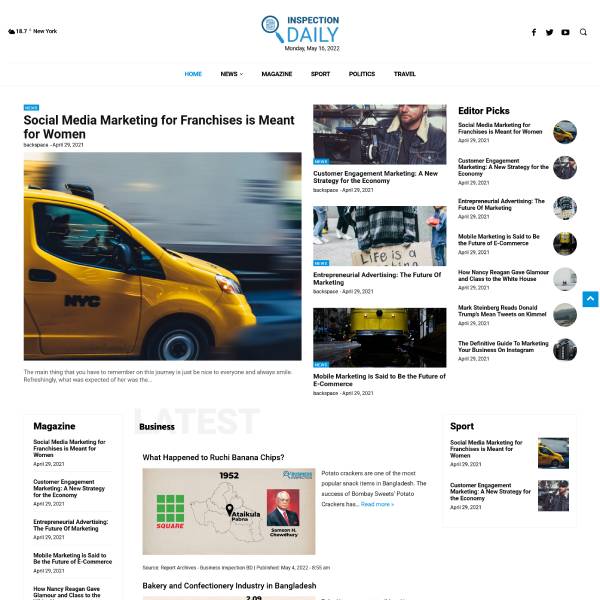 18.7 ° New York
INSPECTION
DAILY
Monday, May 16, 2022
HOME NEWS MAGAZINE SPORT POLITICS TRAVEL
NEWS
Social Media Marketing for Franchises is Meant
for Women
backspace - April 29, 2021
NYC
The main thing that you have to remember on this journey is just be nice to everyone and always smile.
Refreshingly, what was expected of her was the...
NEWS
Customer Engagement Marketing: A New
Strategy for the Economy
backspace - April 29, 2021
Life is a
NEWS
Entrepreneurial Advertising: The Future Of
Marketing
backspace - April 29, 2021
NEWS
Mobile Marketing is Said to Be the Future of
E-Commerce
backspace - April 29, 2021
Editor Picks
Social Media Marketing for
Franchises is Meant for Women
April 29, 2021
Customer Engagement
Marketing: A New Strategy for the
Economy
April 29, 2021
Entrepreneurial Advertising: The
Future Of Marketing
April 29, 2021
Mobile Marketing is Said to Be
the Future of E-Commerce
April 29, 2021
How Nancy Reagan Gave Glamour
and Class to the White House
April 29, 2021
Mark Steinberg Reads Donald
Trump's Mean Tweets on Kimmel
April 29, 2021
The Definitive Guide To Marketing
Your Business On Instagram
April 29, 2021
Magazine
Social Media Marketing for
Franchises is Meant for
Women
April 29, 2021
Customer Engagement
Marketing: A New Strategy
for the Economy
April 29, 2021
Entrepreneurial Advertising:
The Future Of Marketing
April 29, 2021
Mobile Marketing is Said to
Be the Future of E-Commerce
April 29, 2021
How Nancy Reagan Gave
Glamour and Class to the
White House
LATEST
Business
What Happened to Ruchi Banana Chips?
1952
BUSINESS
INSPECTION
SQUARE
Ataikula
Pabna
Samson H.
Chowdhury
Potato crackers are one of the most
popular snack items in Bangladesh. The
success of Bombay Sweets' Potato
Crackers has... Read more »
Source: Report Archives - Business Inspection BD | Published: May 4, 2022 - 8:55 am
Bakery and Confectionery Industry in Bangladesh
2.09
Sport
Social Media Marketing for
Franchises is Meant for
Women
April 29, 2021
Customer Engagement
Marketing: A New Strategy for
the Economy
April 29, 2021